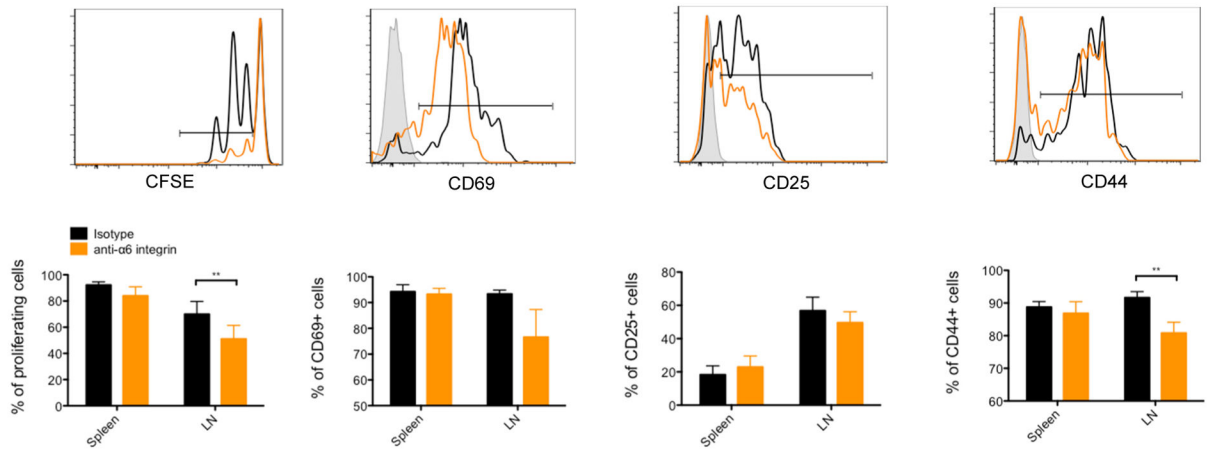 CFSE
CD69
CD25
CD44
Isotype
anti-α6 integrin
% of proliferating cells
100
80
60
40
20
0
**
Spleen
LN
% of CD69+ cells
100
90
80
70
60
50
Spleen
LN
% of CD25+ cells
80
60
40
20
0
Spleen
LN
% of CD44+ cells
100
90
80
70
60
**
Spleen
LN